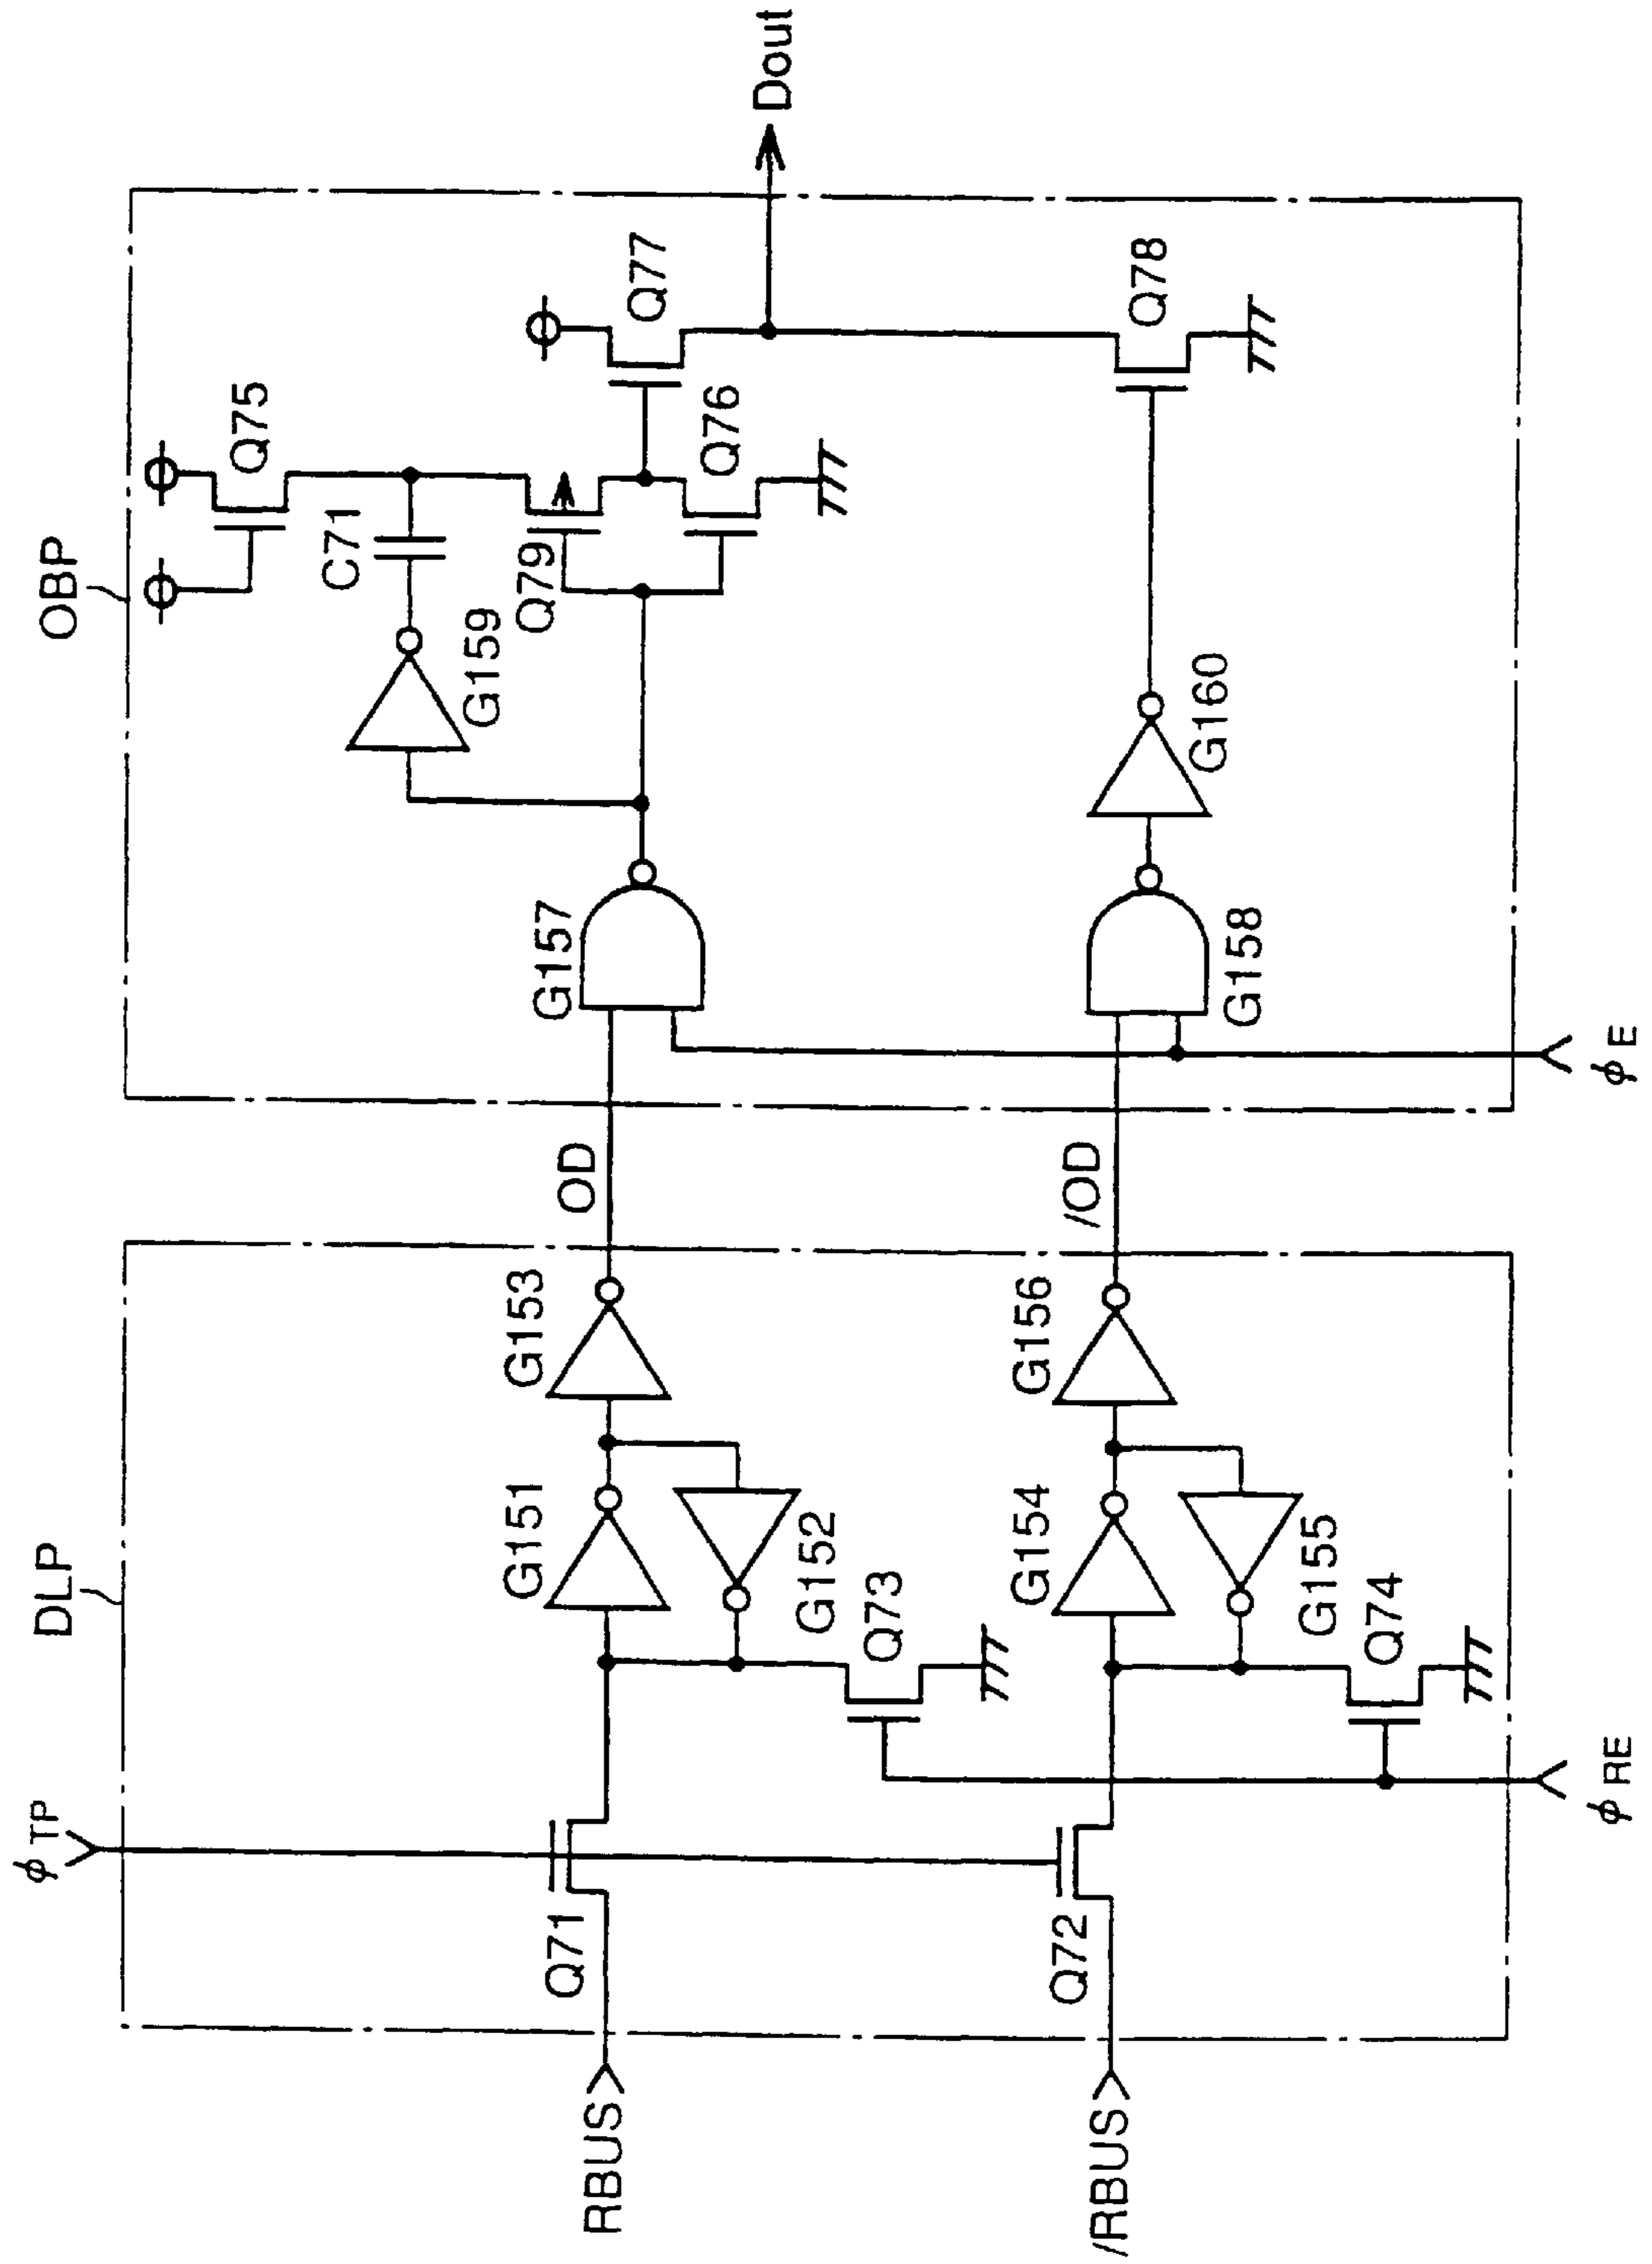 φTP
DLP
OBP
RBUS
Q71
G151
G153
OD
G157
G159
C71
Q75
Q79
Q76
Q77
Dout
G152
Q73
/RBUS
Q72
G154
G156
/OD
G158
G160
Q78
G155
Q74
φRE
φE